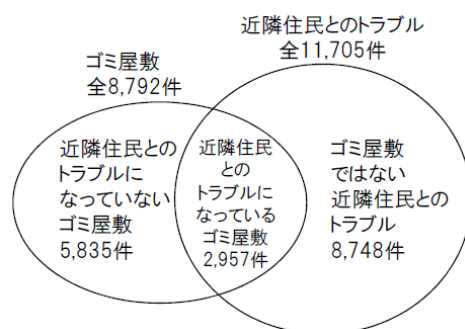 近隣住民とのトラブル
全11,705件
ゴミ屋敷
全8,792件
近隣住民との
トラブルに
なっていない
ゴミ屋敷
5,835件
近隣住民
との
トラブルに
なっている
ゴミ屋敷
2,957件
ゴミ屋敷
ではない
近隣住民との
トラブル
8,748件